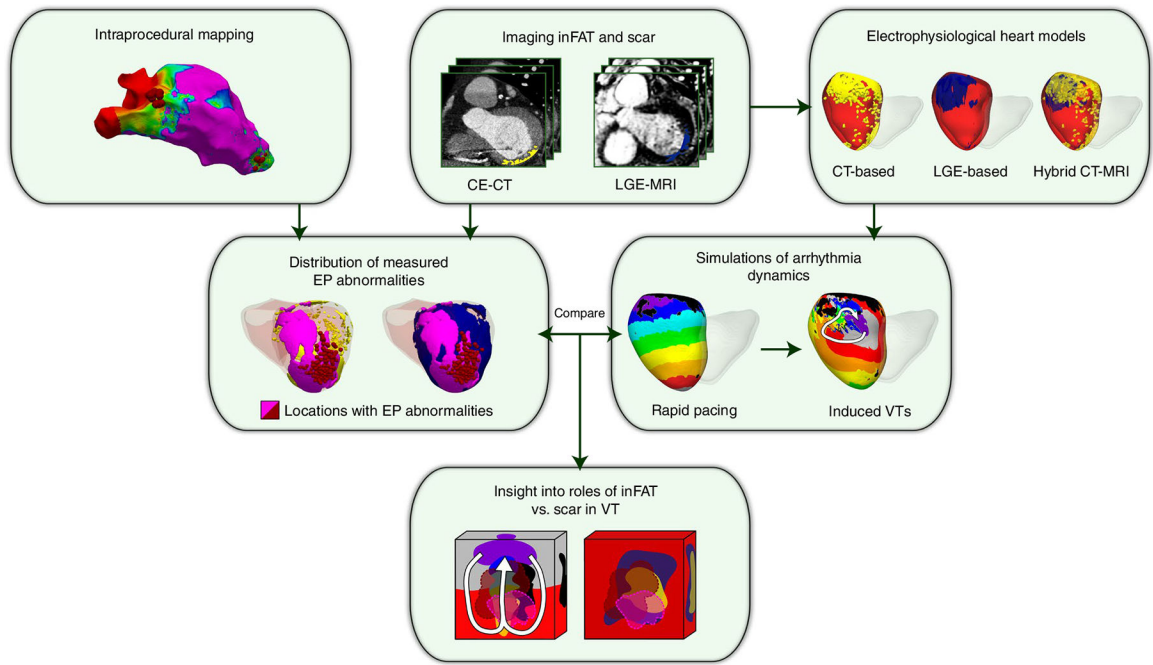 Intraprocedural mapping
Imaging inFAT and scar
CE-CT
LGE-MRI
Electrophysiological heart models
CT-based
LGE-based
Hybrid CT-MRI
Distribution of measured
EP abnormalities
Locations with EP abnormalities
Compare
Simulations of arrhythmia
dynamics
Rapid pacing
Induced VTs
Insight into roles of inFAT
vs. scar in VT